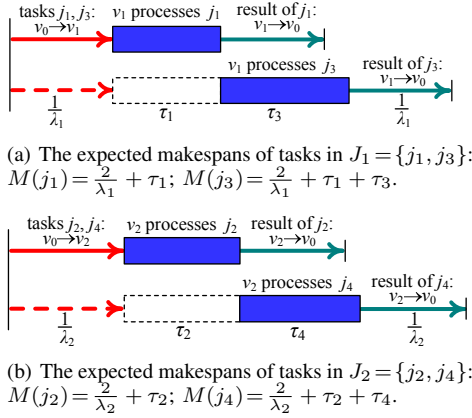 tasks j₁, j₃: v₁ processes j₁ result of j₁:
v₀→v₁ v₁→v₀
v₁ processes j₃ result of j₃:
v₁→v₀
1/λ₁ τ₁ τ₃ 1/λ₁
(a) The expected makespans of tasks in J₁={j₁, j₃}:
M(j₁)= 2/λ₁ + τ₁; M(j₃)= 2/λ₁ + τ₁ + τ₃.
tasks j₂, j₄: v₂ processes j₂ result of j₂:
v₀→v₂ v₂→v₀
v₂ processes j₄ result of j₄:
v₂→v₀
1/λ₂ τ₂ τ₄ 1/λ₂
(b) The expected makespans of tasks in J₂={j₂, j₄}:
M(j₂)= 2/λ₂ + τ₂; M(j₄)= 2/λ₂ + τ₂ + τ₄.